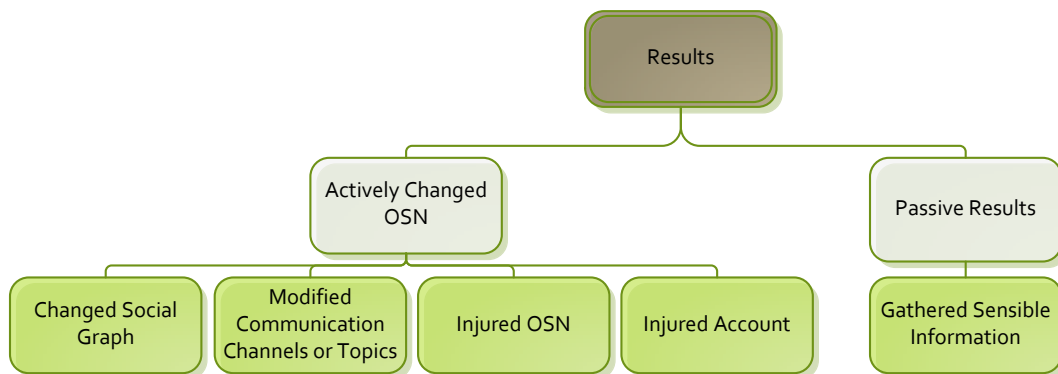 Results
Actively Changed
OSN
Passive Results
Changed Social
Graph
Modified
Communication
Channels or Topics
Injured OSN
Injured Account
Gathered Sensible
Information